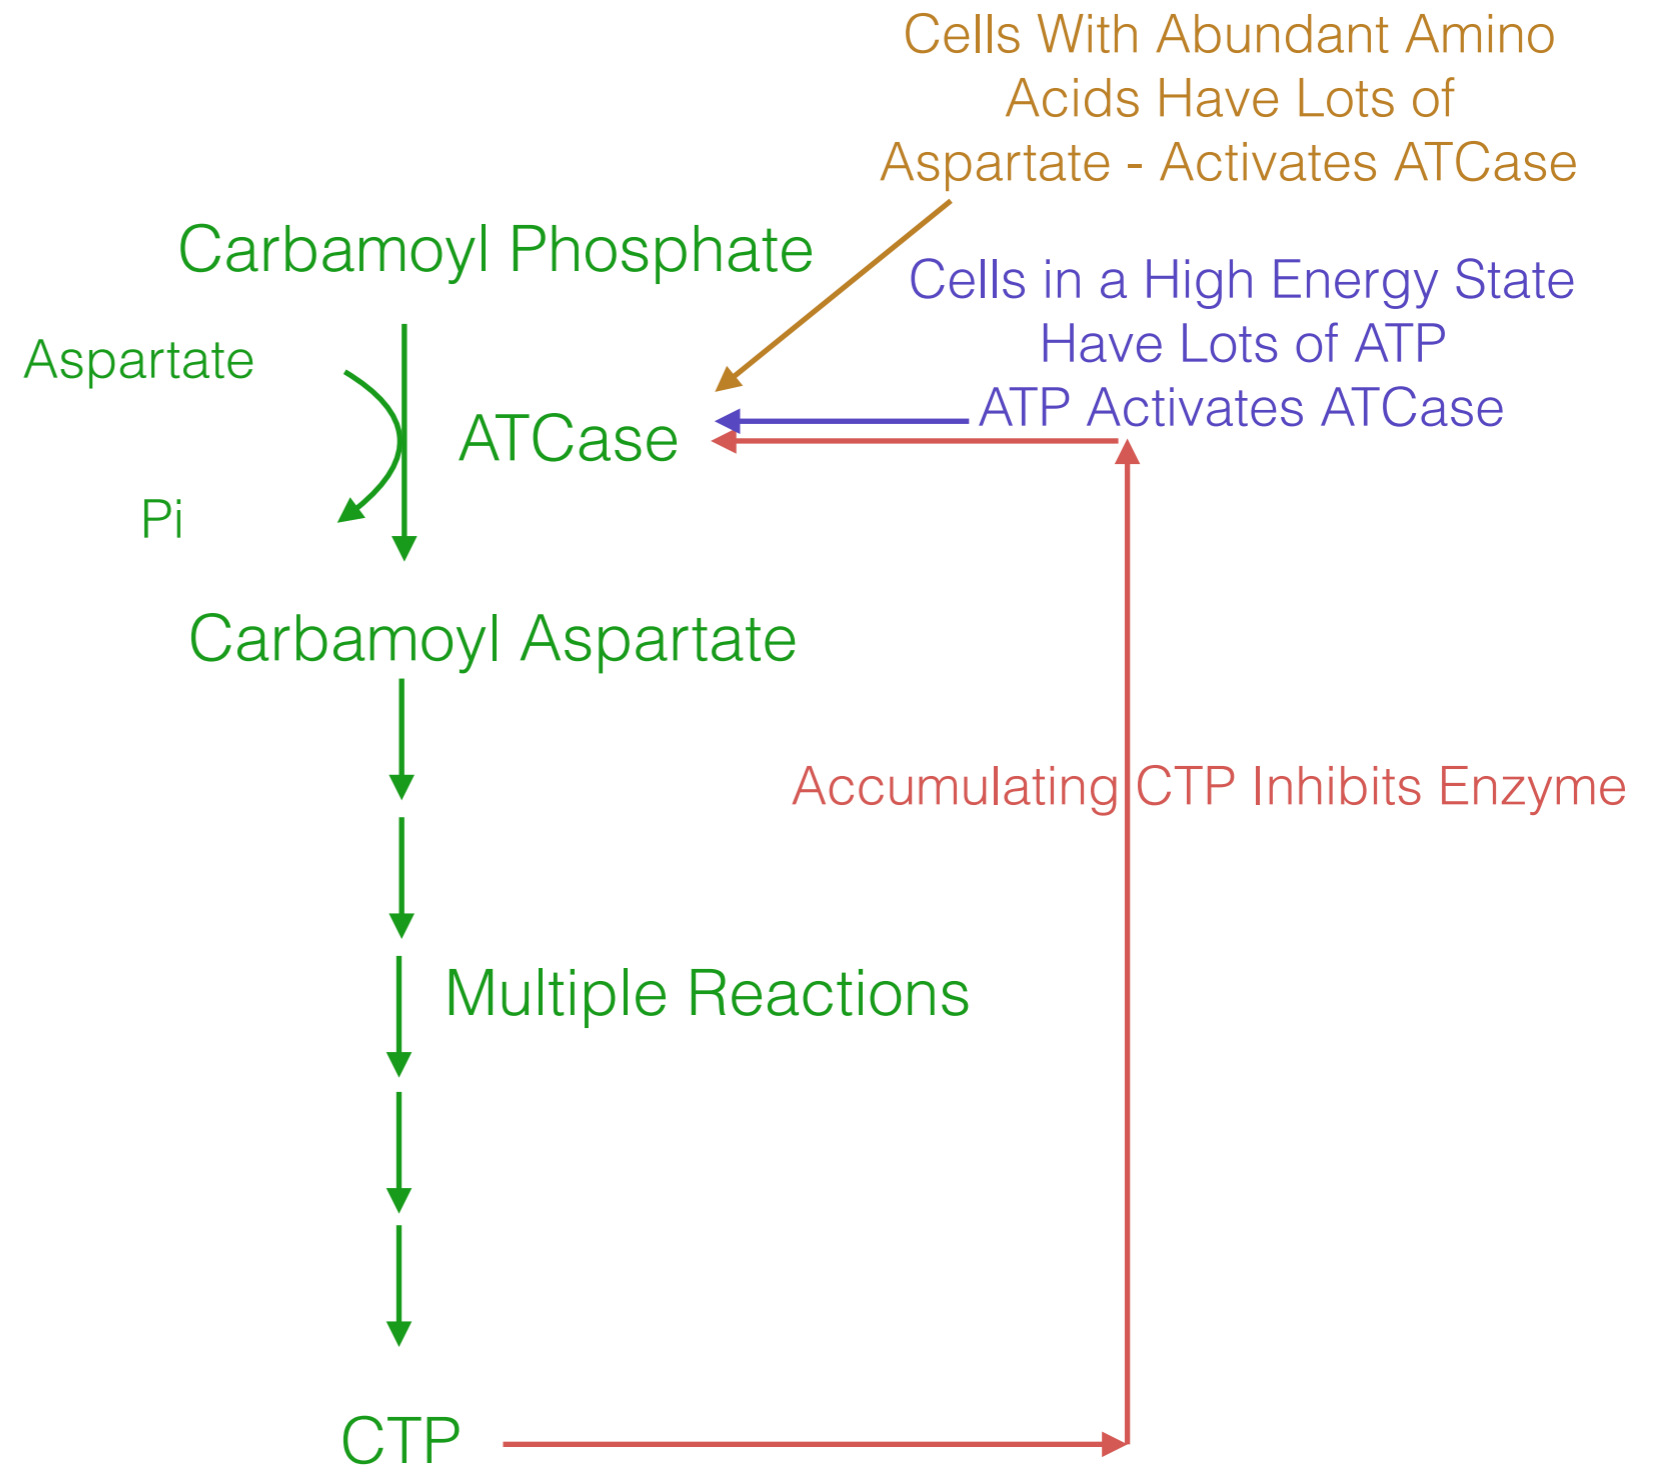 Cells With Abundant Amino
Acids Have Lots of
Aspartate - Activates ATCase
Carbamoyl Phosphate
Cells in a High Energy State
Have Lots of ATP
ATP Activates ATCase
Aspartate
ATCase
Pi
Carbamoyl Aspartate
Accumulating CTP Inhibits Enzyme
Multiple Reactions
CTP